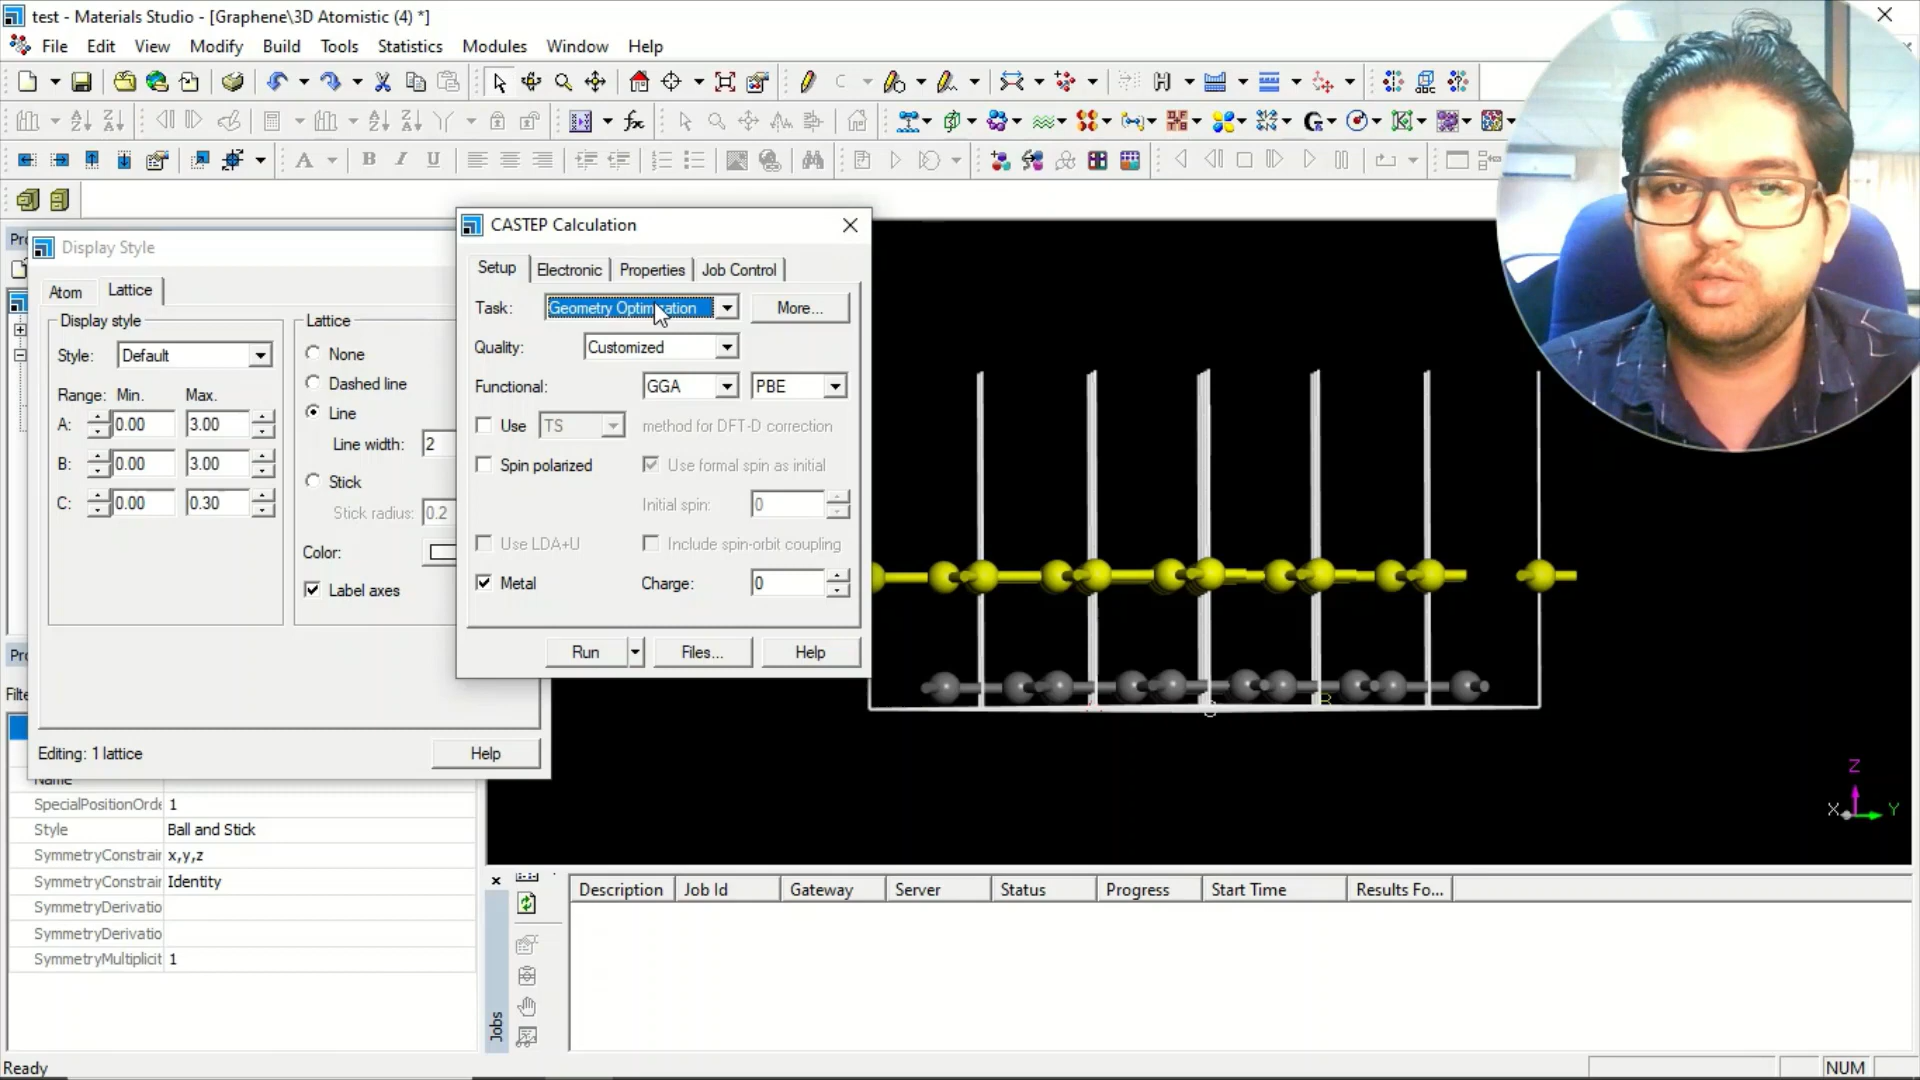 test - Materials Studio - [Graphene\3D Atomistic (4) *]
File Edit View Modify Build Tools Statistics Modules Window Help
Display Style
Atom Lattice
Display style
Style: Default
Range: Min. Max.
A: 0.00 3.00
B: 0.00 3.00
C: 0.00 0.30
Lattice
None
Dashed line
Line
Line width: 2
Stick
Stick radius: 0.2
Color:
Label axes
Editing: 1 lattice
Help
CASTEP Calculation
Setup Electronic Properties Job Control
Task: Geometry Optimization More...
Quality: Customized
Functional: GGA PBE
Use TS method for DFT-D correction
Spin polarized Use formal spin as initial
Initial spin: 0
Use LDA+U Include spin-orbit coupling
Metal Charge: 0
Run Files... Help
Name
SpecialPositionOrde 1
Style Ball and Stick
SymmetryConstrair x,y,z
SymmetryConstrair Identity
SymmetryDerivatio
SymmetryDerivatio
SymmetryMultiplicit 1
Z
X Y
Jobs
Description Job Id Gateway Server Status Progress Start Time Results Fo...
Ready
NUM